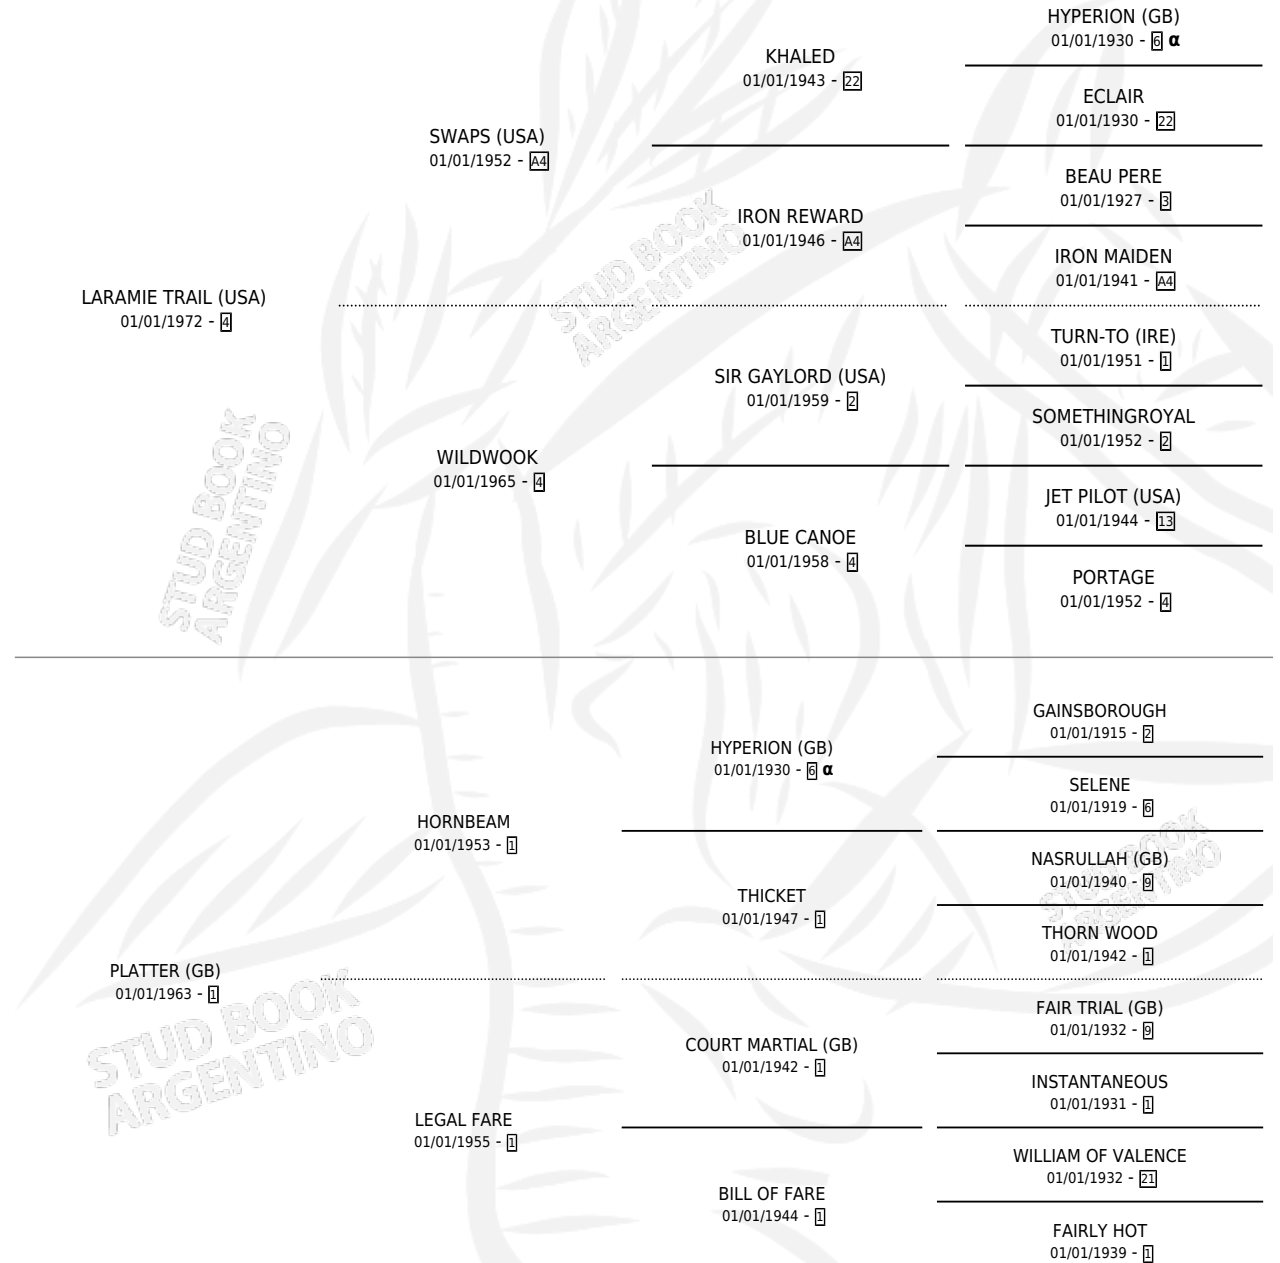 HYPERION (GB)
01/01/1930 - 6 α
KHALED
01/01/1943 - 22
ECLAIR
01/01/1930 - 22
SWAPS (USA)
01/01/1952 - A4
BEAU PERE
01/01/1927 - 3
IRON REWARD
01/01/1946 - A4
IRON MAIDEN
01/01/1941 - A4
LARAMIE TRAIL (USA)
01/01/1972 - 4
TURN-TO (IRE)
01/01/1951 - 1
SIR GAYLORD (USA)
01/01/1959 - 2
SOMETHINGROYAL
01/01/1952 - 2
WILDWOOK
01/01/1965 - 4
JET PILOT (USA)
01/01/1944 - 13
BLUE CANOE
01/01/1958 - 4
PORTAGE
01/01/1952 - 4
GAINSBOROUGH
01/01/1915 - 2
HYPERION (GB)
01/01/1930 - 6 α
SELENE
01/01/1919 - 6
HORNBEAM
01/01/1953 - 1
NASRULLAH (GB)
01/01/1940 - 9
THICKET
01/01/1947 - 1
THORN WOOD
01/01/1942 - 1
PLATTER (GB)
01/01/1963 - 1
FAIR TRIAL (GB)
01/01/1932 - 9
COURT MARTIAL (GB)
01/01/1942 - 1
INSTANTANEOUS
01/01/1931 - 1
LEGAL FARE
01/01/1955 - 1
WILLIAM OF VALENCE
01/01/1932 - 21
BILL OF FARE
01/01/1944 - 1
FAIRLY HOT
01/01/1939 - 1
STUD BOOK
ARGENTINO
STUD BOOK
ARGENTINO
STUD BOOK
ARGENTINO
STUD BOOK
ARGENTINO